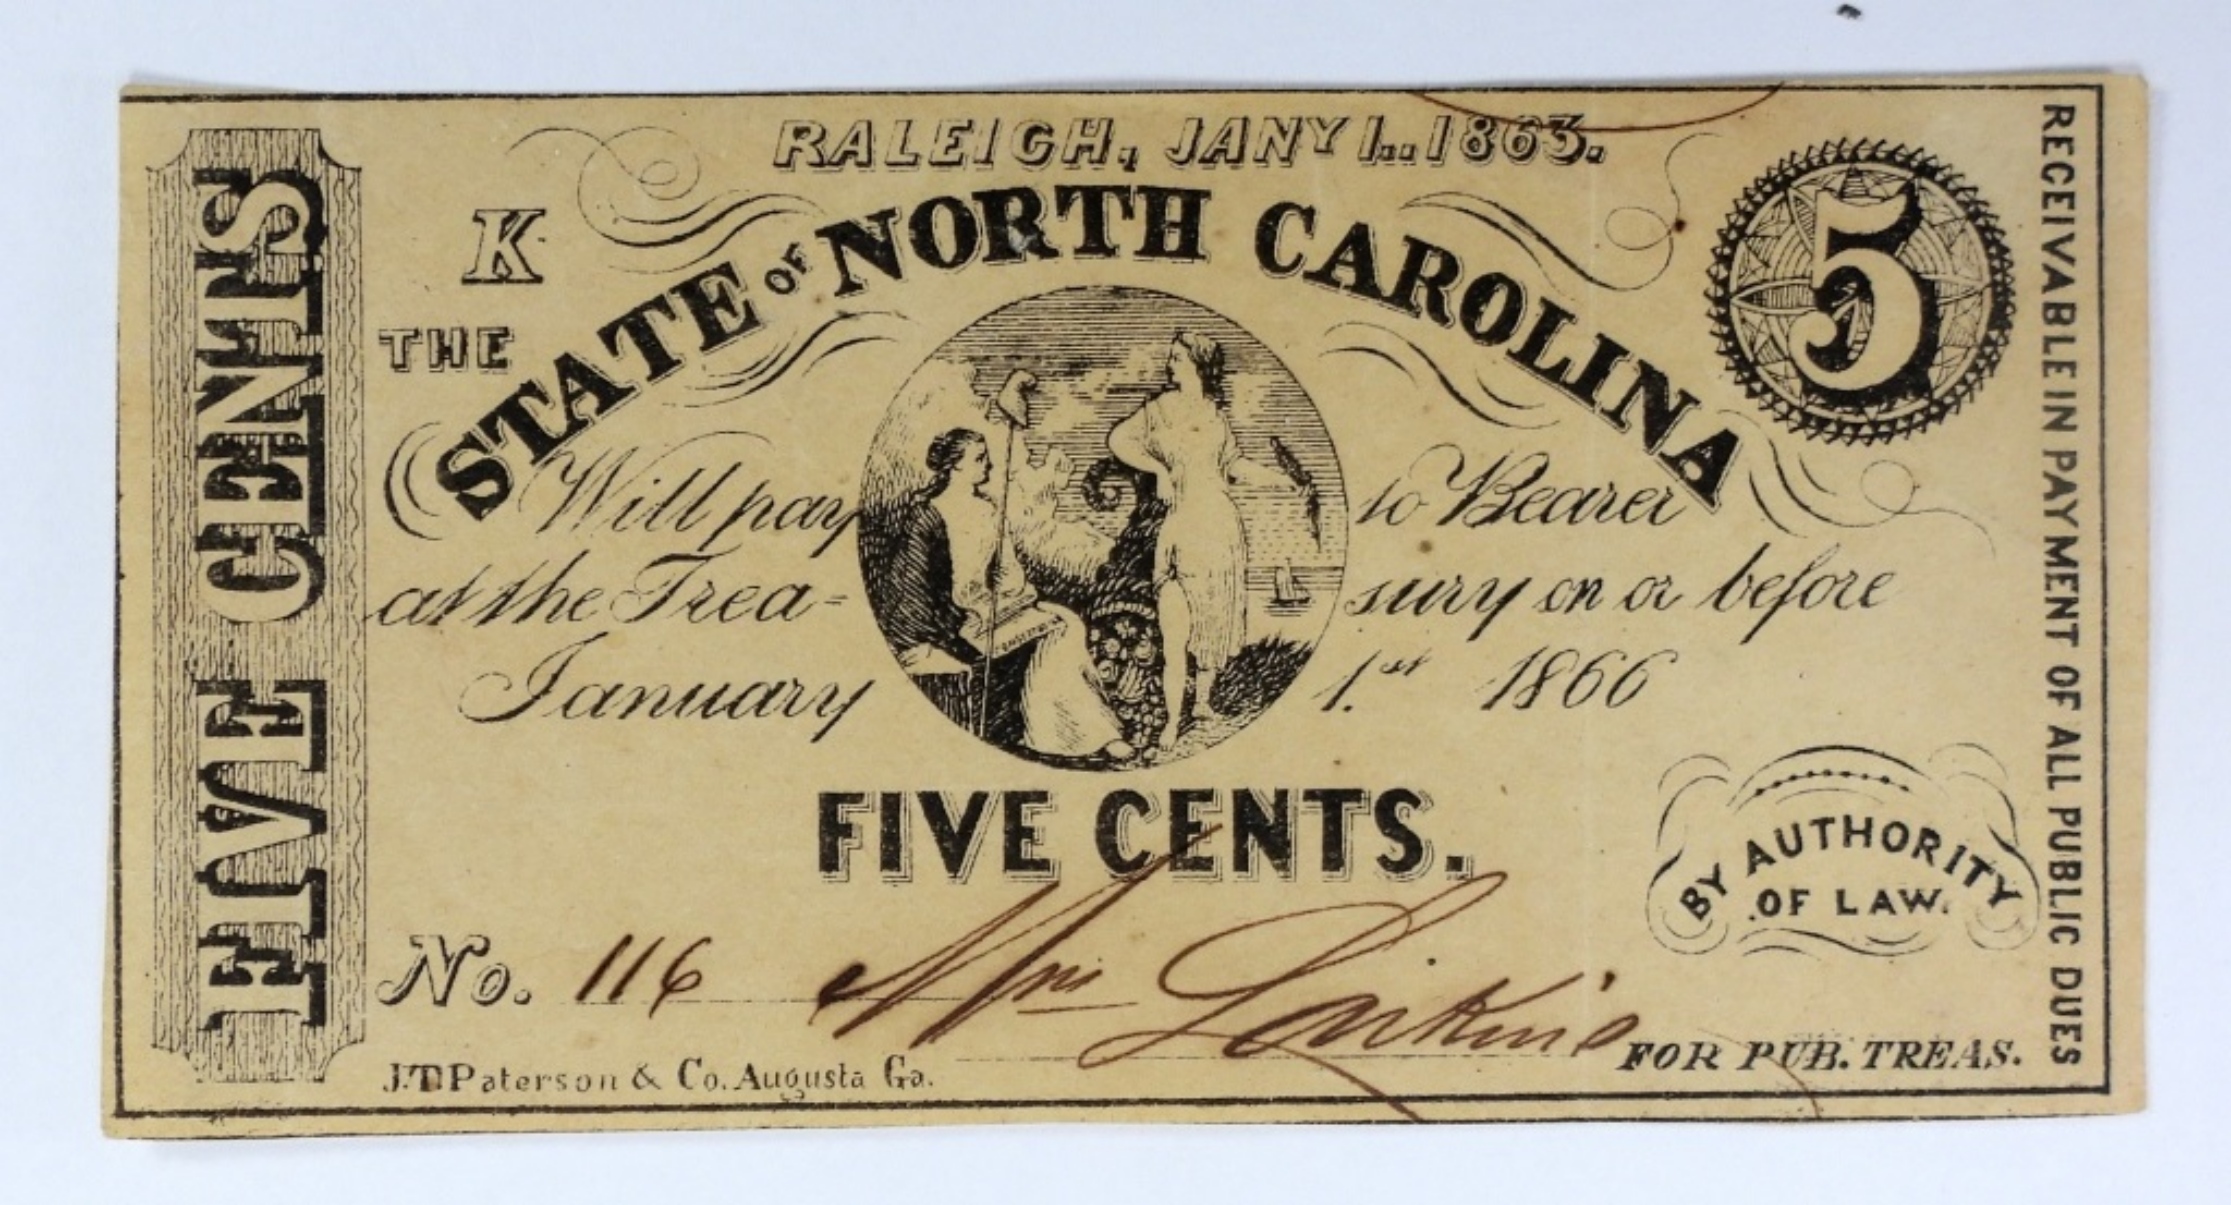 FIVE CENTS
RALEIGH, JANY 1..1863.
K
5
THE
STATE OF NORTH CAROLINA
Will pay to Bearer
at the Trea= sury on or before
January 1.st 1866
FIVE CENTS.
BY AUTHORITY
.OF LAW.
No. 116
FOR PUB. TREAS.
J.T.Paterson & Co. Augusta Ga.
RECEIVABLE IN PAYMENT OF ALL PUBLIC DUES